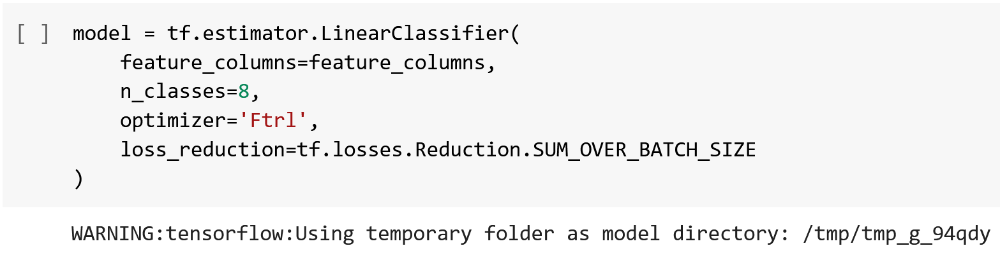 [ ] model = tf.estimator.LinearClassifier(
feature_columns=feature_columns,
n_classes=8,
optimizer='Ftrl',
loss_reduction=tf.losses.Reduction.SUM_OVER_BATCH_SIZE
)
WARNING:tensorflow:Using temporary folder as model directory: /tmp/tmp_g_94qdy